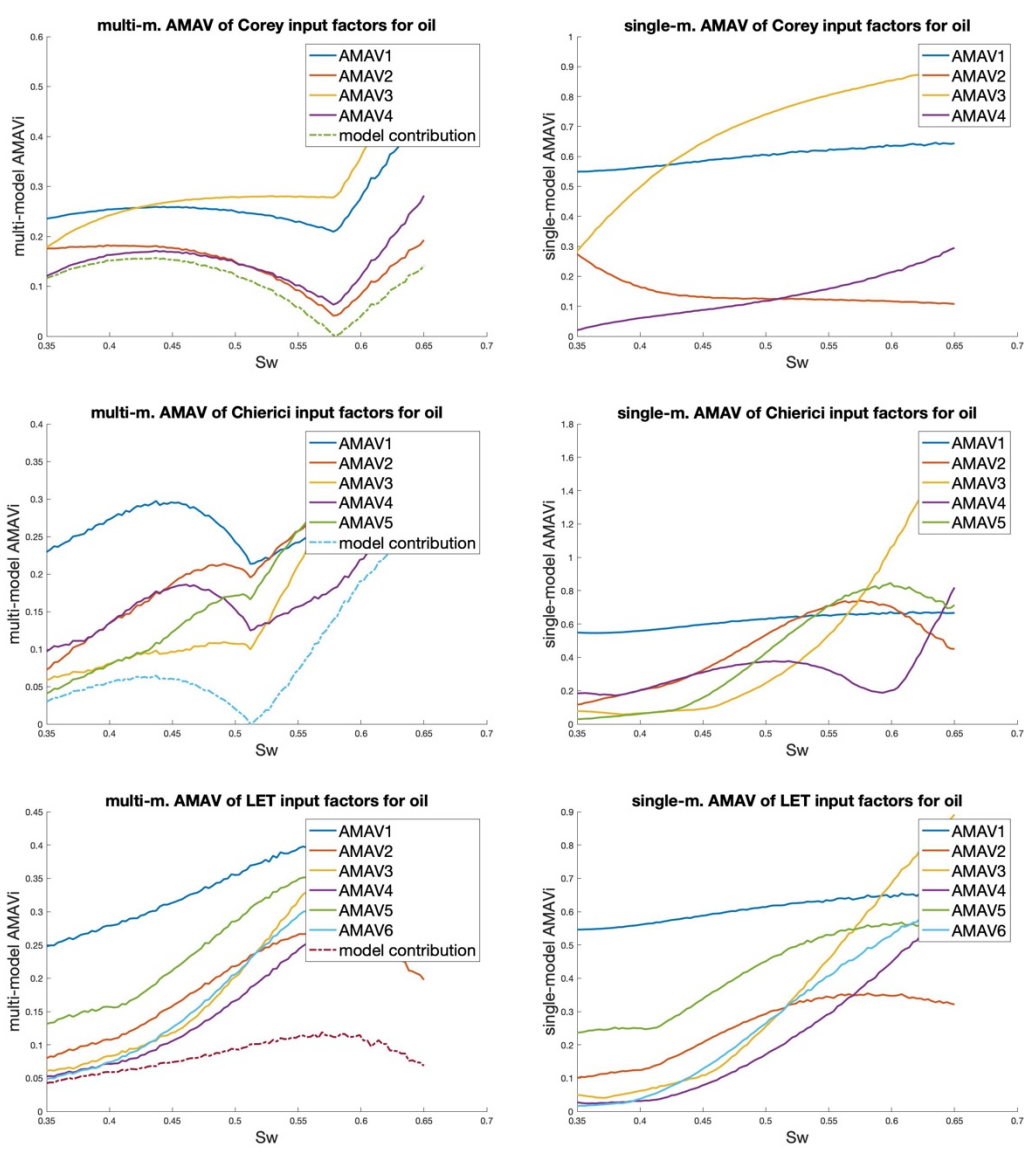 multi-m. AMAV of Corey input factors for oil
multi-model AMAVi
0.6
0.5
0.4
0.3
0.2
0.1
0
0.35
0.4
0.45
0.5
0.55
0.6
0.65
0.7
Sw
AMAV1
AMAV2
AMAV3
AMAV4
model contribution
single-m. AMAV of Corey input factors for oil
single-model AMAVi
1
0.9
0.8
0.7
0.6
0.5
0.4
0.3
0.2
0.1
0
0.35
0.4
0.45
0.5
0.55
0.6
0.65
0.7
Sw
AMAV1
AMAV2
AMAV3
AMAV4
multi-m. AMAV of Chierici input factors for oil
multi-model AMAVi
0.4
0.35
0.3
0.25
0.2
0.15
0.1
0.05
0
0.35
0.4
0.45
0.5
0.55
0.6
0.65
0.7
Sw
AMAV1
AMAV2
AMAV3
AMAV4
AMAV5
model contribution
single-m. AMAV of Chierici input factors for oil
single-model AMAVi
1.8
1.6
1.4
1.2
1
0.8
0.6
0.4
0.2
0
0.35
0.4
0.45
0.5
0.55
0.6
0.65
0.7
Sw
AMAV1
AMAV2
AMAV3
AMAV4
AMAV5
multi-m. AMAV of LET input factors for oil
multi-model AMAVi
0.45
0.4
0.35
0.3
0.25
0.2
0.15
0.1
0.05
0
0.35
0.4
0.45
0.5
0.55
0.6
0.65
0.7
Sw
AMAV1
AMAV2
AMAV3
AMAV4
AMAV5
AMAV6
model contribution
single-m. AMAV of LET input factors for oil
single-model AMAVi
0.9
0.8
0.7
0.6
0.5
0.4
0.3
0.2
0.1
0
0.35
0.4
0.45
0.5
0.55
0.6
0.65
0.7
Sw
AMAV1
AMAV2
AMAV3
AMAV4
AMAV5
AMAV6